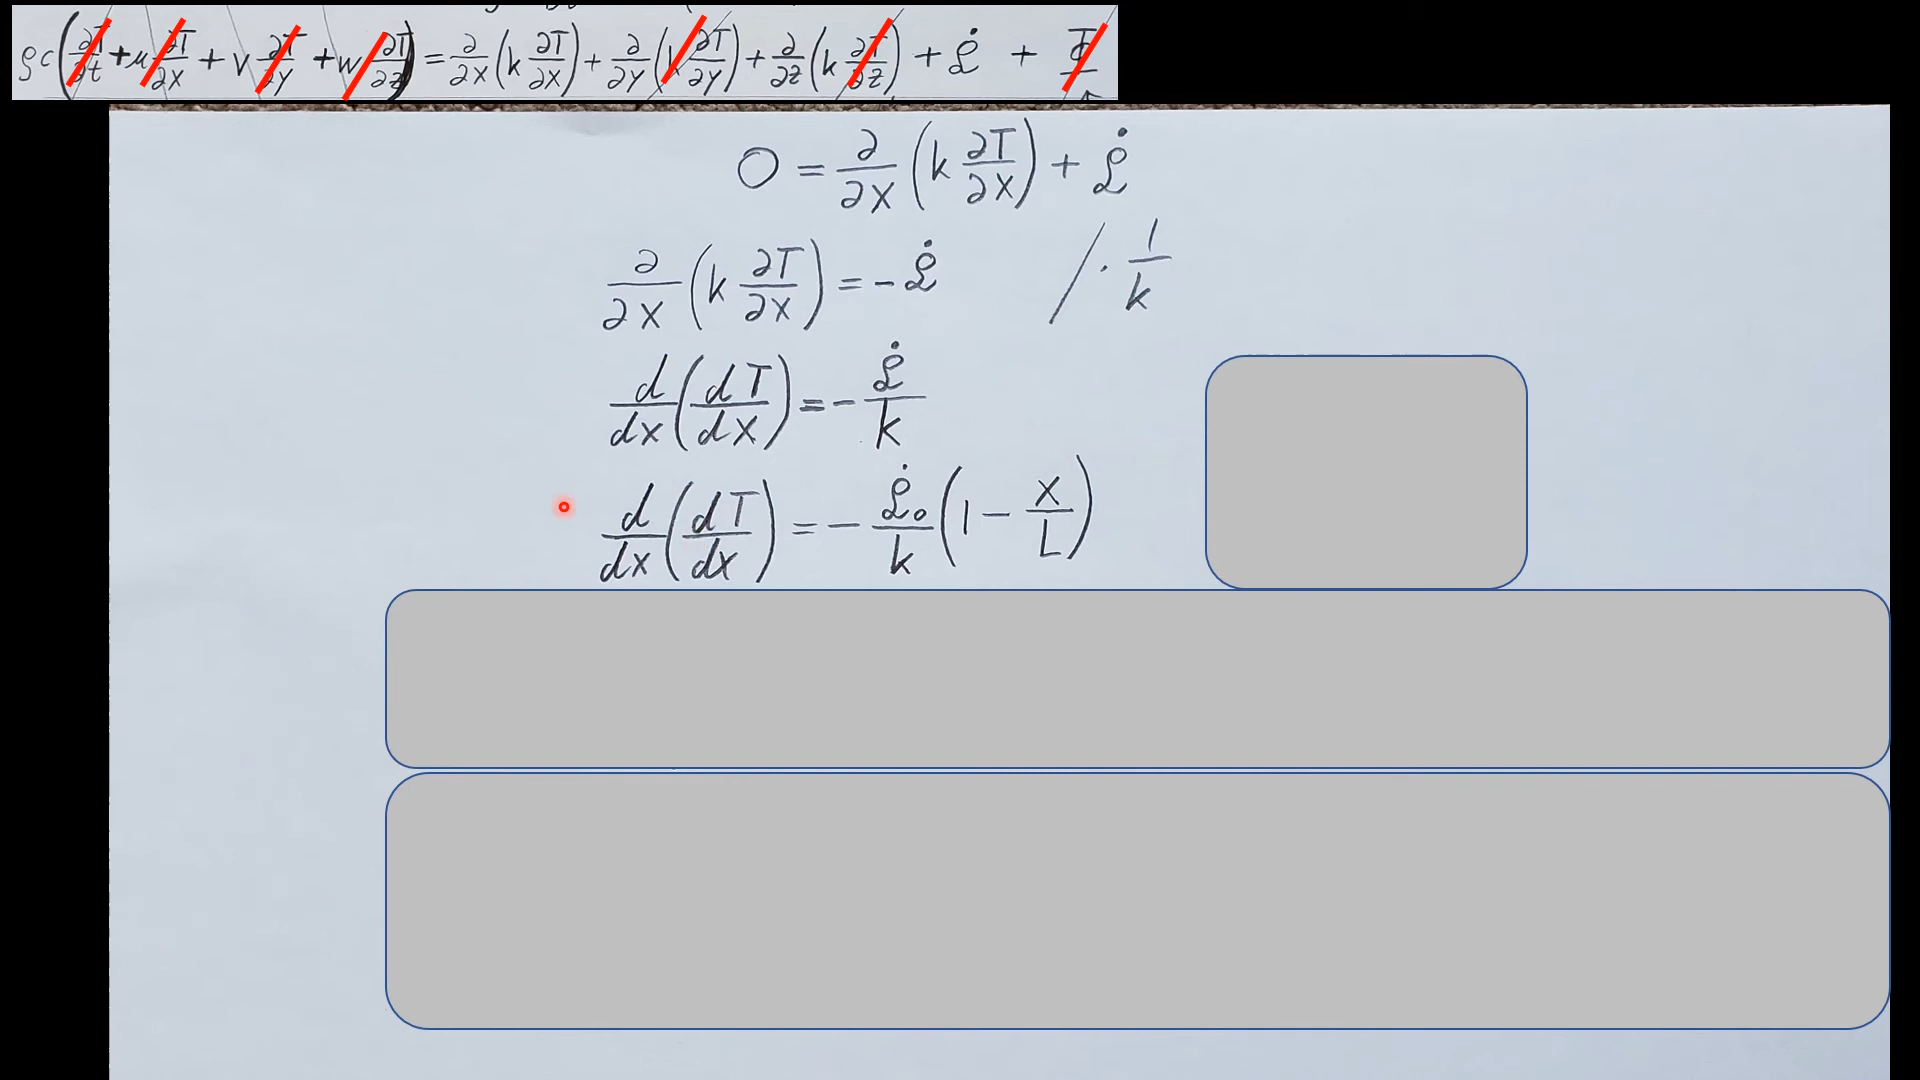 ρc(∂T/∂t + u ∂T/∂x + v ∂T/∂y + w ∂T/∂z) = ∂/∂x (k ∂T/∂x) + ∂/∂y (k ∂T/∂y) + ∂/∂z (k ∂T/∂z) + q̇ + Φ
0 = ∂/∂x (k ∂T/∂x) + q̇
∂/∂x (k ∂T/∂x) = - q̇ / · 1/k
d/dx (dT/dx) = - q̇/k
d/dx (dT/dx) = - q̇₀/k (1 - x/L)